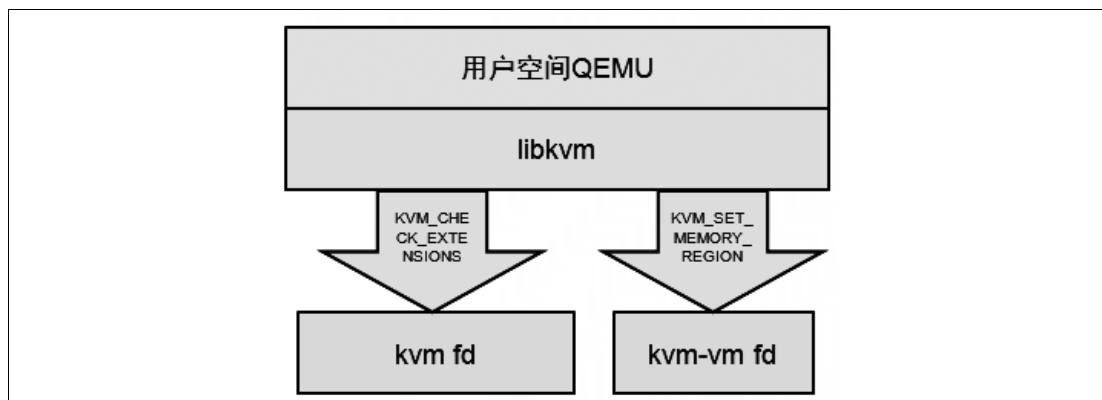 用户空间QEMU
libkvm
KVM_CHE
CK_EXTE
NSIONS
KVM_SET_
MEMORY_
REGION
kvm fd
kvm-vm fd